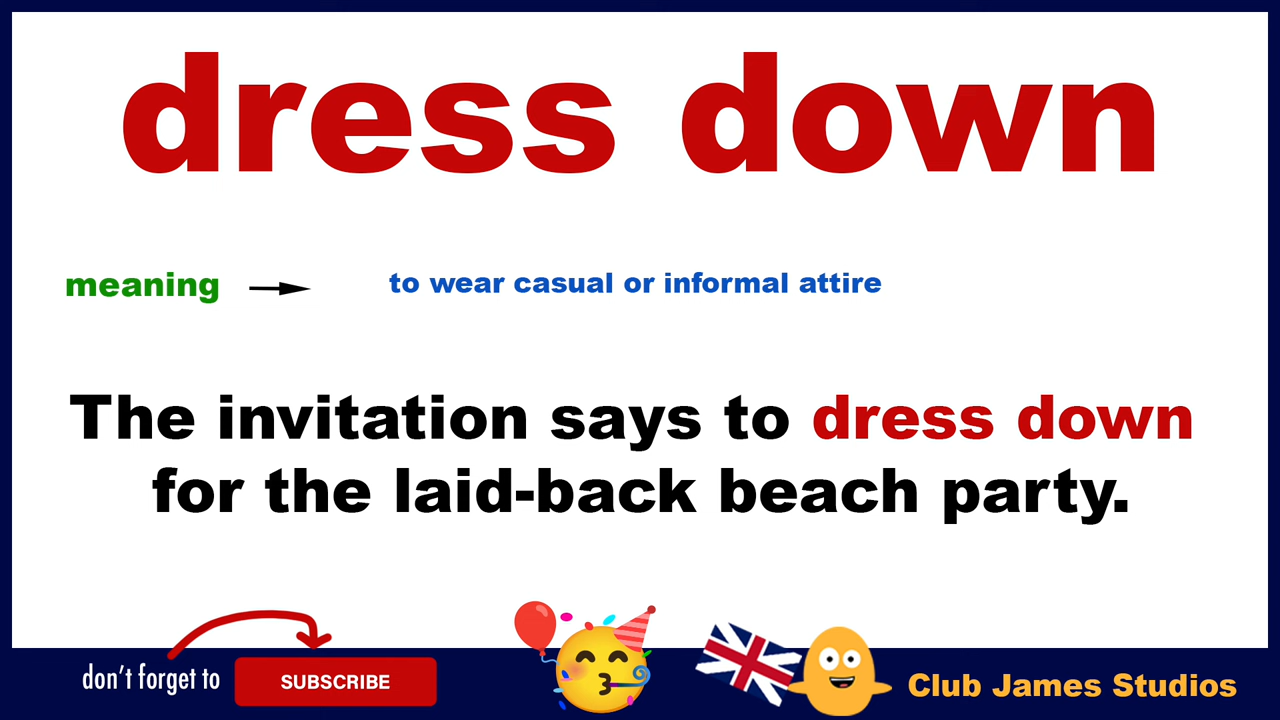 dress down
meaning
to wear casual or informal attire
The invitation says to dress down
for the laid-back beach party.
don't forget to
SUBSCRIBE
Club James Studios